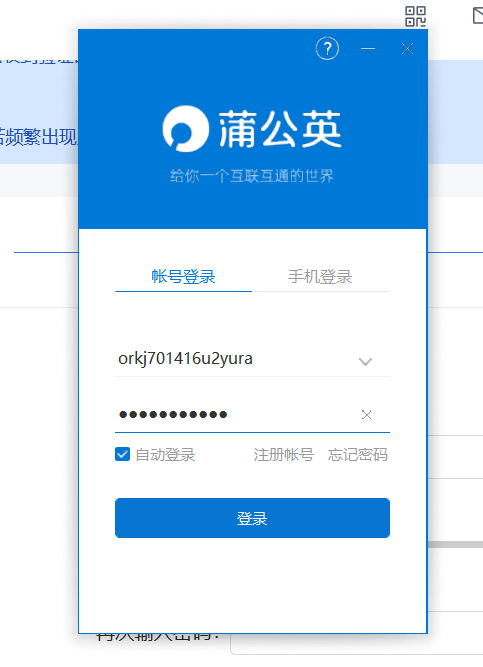 ?
若频繁出现
蒲公英
给你一个互联互通的世界
帐号登录 手机登录
orkj701416u2yura
●●●●●●●●●●●
自动登录 注册帐号 忘记密码
登录
再次输入密码: